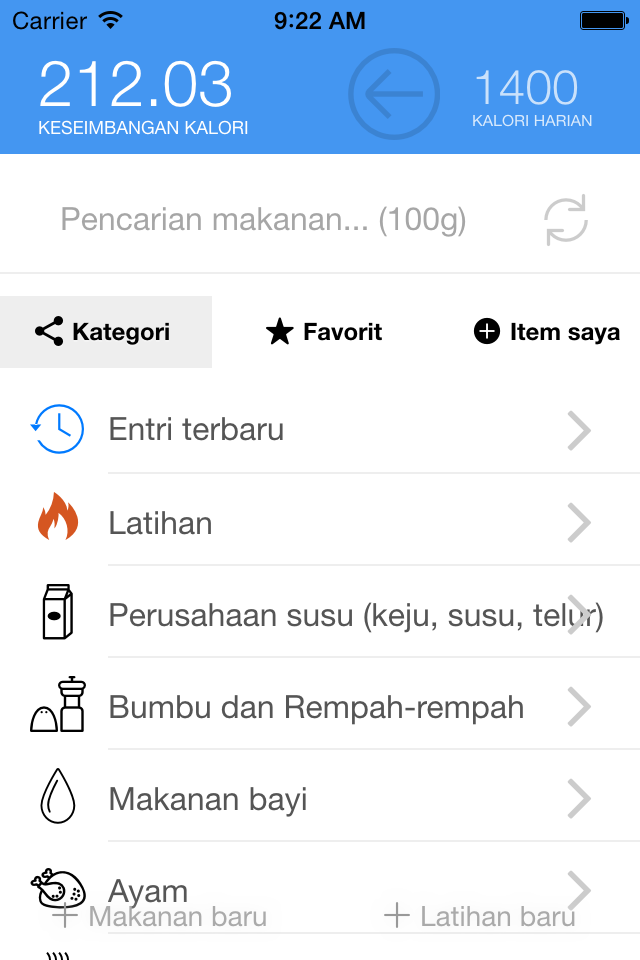 Carrier 9:22 AM
212.03 1400
KESEIMBANGAN KALORI KALORI HARIAN
Pencarian makanan... (100g)
Kategori Favorit Item saya
Entri terbaru
Latihan
Perusahaan susu (keju, susu, telur)
Bumbu dan Rempah-rempah
Makanan bayi
Ayam
Makanan baru Latihan baru